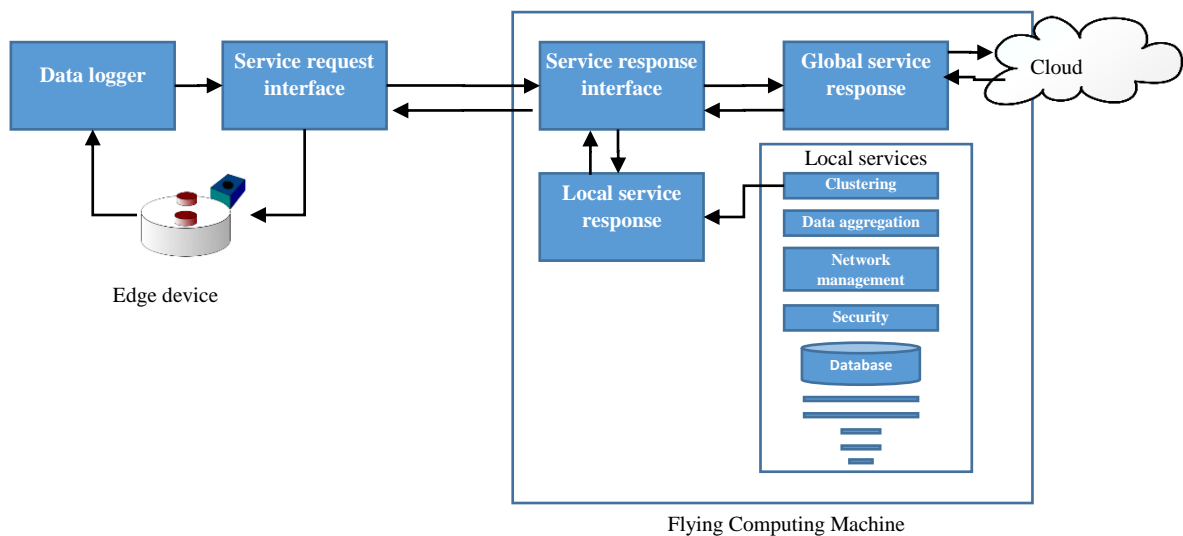 Data logger
Service request
interface
Service response
interface
Global service
response
Cloud
Local service
response
Local services
Clustering
Data aggregation
Network
management
Security
Database
Edge device
Flying Computing Machine